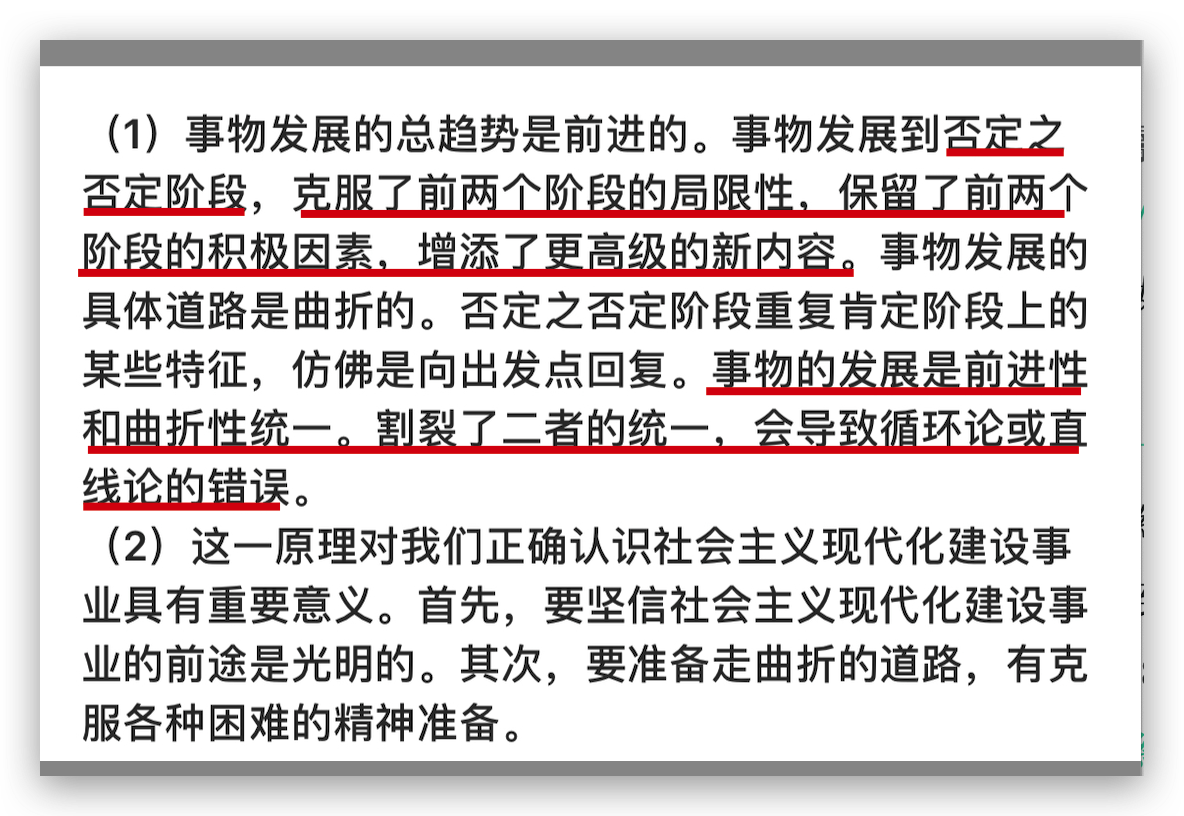 （1）事物发展的总趋势是前进的。事物发展到否定之
否定阶段，克服了前两个阶段的局限性，保留了前两个
阶段的积极因素，增添了更高级的新内容。事物发展的
具体道路是曲折的。否定之否定阶段重复肯定阶段上的
某些特征，仿佛是向出发点回复。事物的发展是前进性
和曲折性统一。割裂了二者的统一，会导致循环论或直
线论的错误。
（2）这一原理对我们正确认识社会主义现代化建设事
业具有重要意义。首先，要坚信社会主义现代化建设事
业的前途是光明的。其次，要准备走曲折的道路，有克
服各种困难的精神准备。